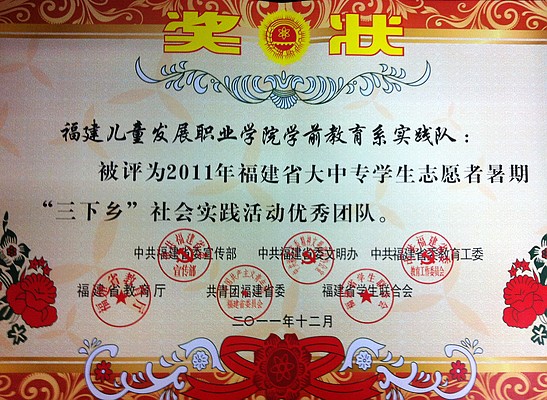 奖状
福建儿童发展职业学院学前教育系实践队：
被评为2011年福建省大中专学生志愿者暑期
“三下乡”社会实践活动优秀团队。
中共福建省委宣传部 中共福建省委文明办 中共福建省委教育工委
福建省教育厅 共青团福建省委 福建省学生联合会
二○一一年十二月